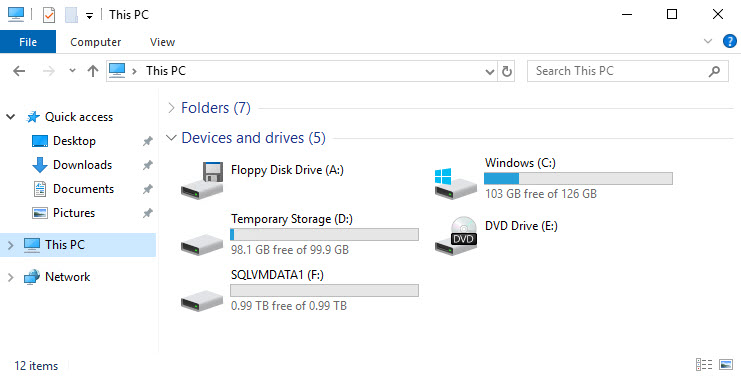 This PC
File
Computer
View
This PC
Search This PC
Quick access
Desktop
Downloads
Documents
Pictures
This PC
Network
Folders (7)
Devices and drives (5)
Floppy Disk Drive (A:)
Windows (C:)
103 GB free of 126 GB
Temporary Storage (D:)
98.1 GB free of 99.9 GB
DVD Drive (E:)
DVD
SQLVMDATA1 (F:)
0.99 TB free of 0.99 TB
12 items